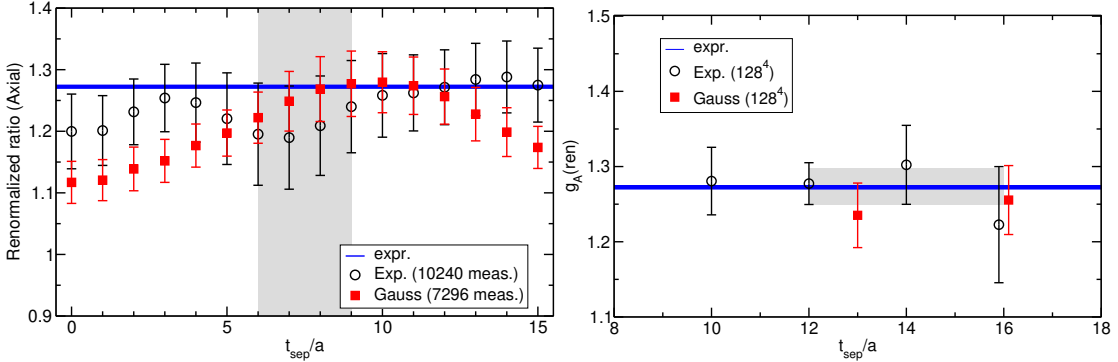 Renormalized ratio (Axial)
1.4
1.3
1.2
1.1
1
0.9
expr.
Exp. (10240 meas.)
Gauss (7296 meas.)
0
5
10
15
t_sep/a
g_A(ren)
1.5
1.4
1.3
1.2
1.1
expr.
Exp. (128^4)
Gauss (128^4)
8
10
12
14
16
18
t_sep/a